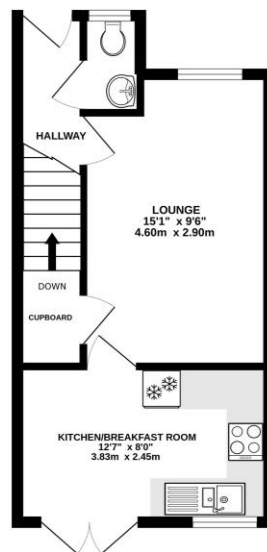 HALLWAY
LOUNGE
15'1" x 9'6"
4.60m x 2.90m
DOWN
CUPBOARD
KITCHEN/BREAKFAST ROOM
12'7" x 8'0"
3.83m x 2.45m